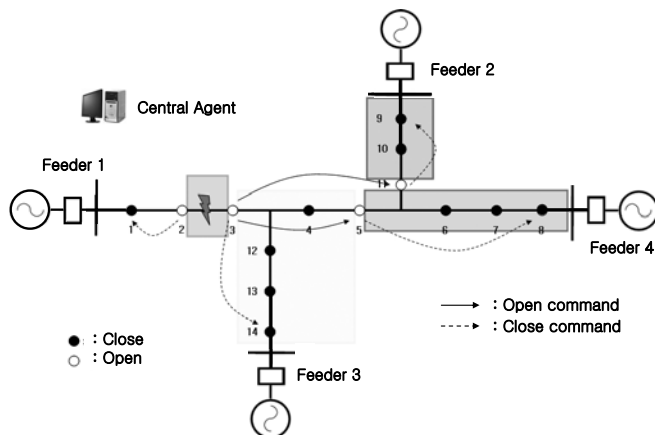 Feeder 2
Central Agent
9
10
Feeder 1
11
1
2
3
4
5
6
7
8
Feeder 4
12
13
14
: Open command
: Close command
: Close
: Open
Feeder 3